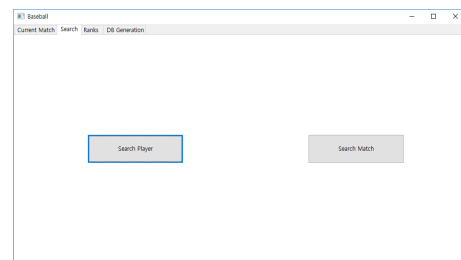 Baseball
Current Match Search Ranks DB Generation
Search Player Search Match